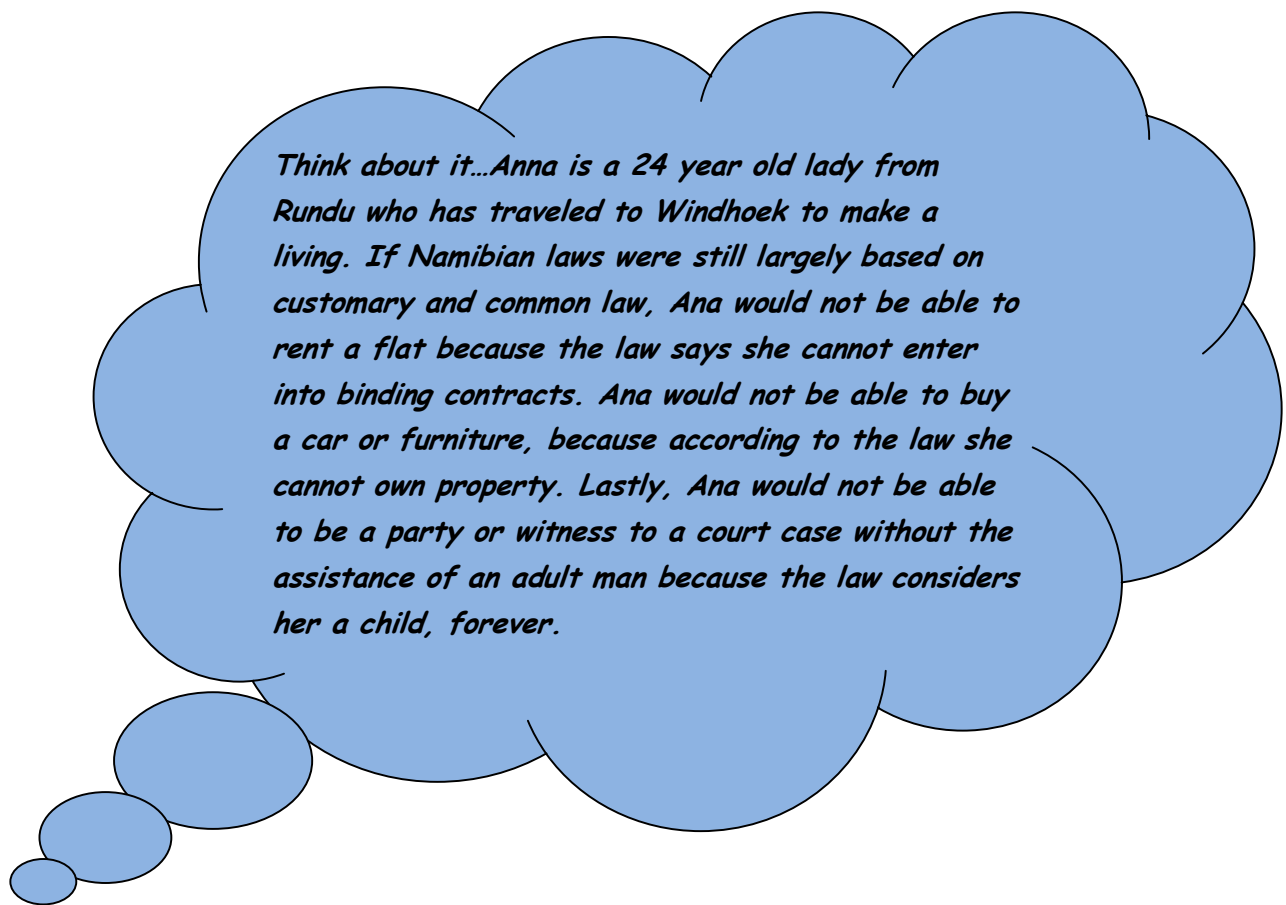 Think about it…Anna is a 24 year old lady from
Rundu who has traveled to Windhoek to make a
living. If Namibian laws were still largely based on
customary and common law, Ana would not be able to
rent a flat because the law says she cannot enter
into binding contracts. Ana would not be able to buy
a car or furniture, because according to the law she
cannot own property. Lastly, Ana would not be able
to be a party or witness to a court case without the
assistance of an adult man because the law considers
her a child, forever.